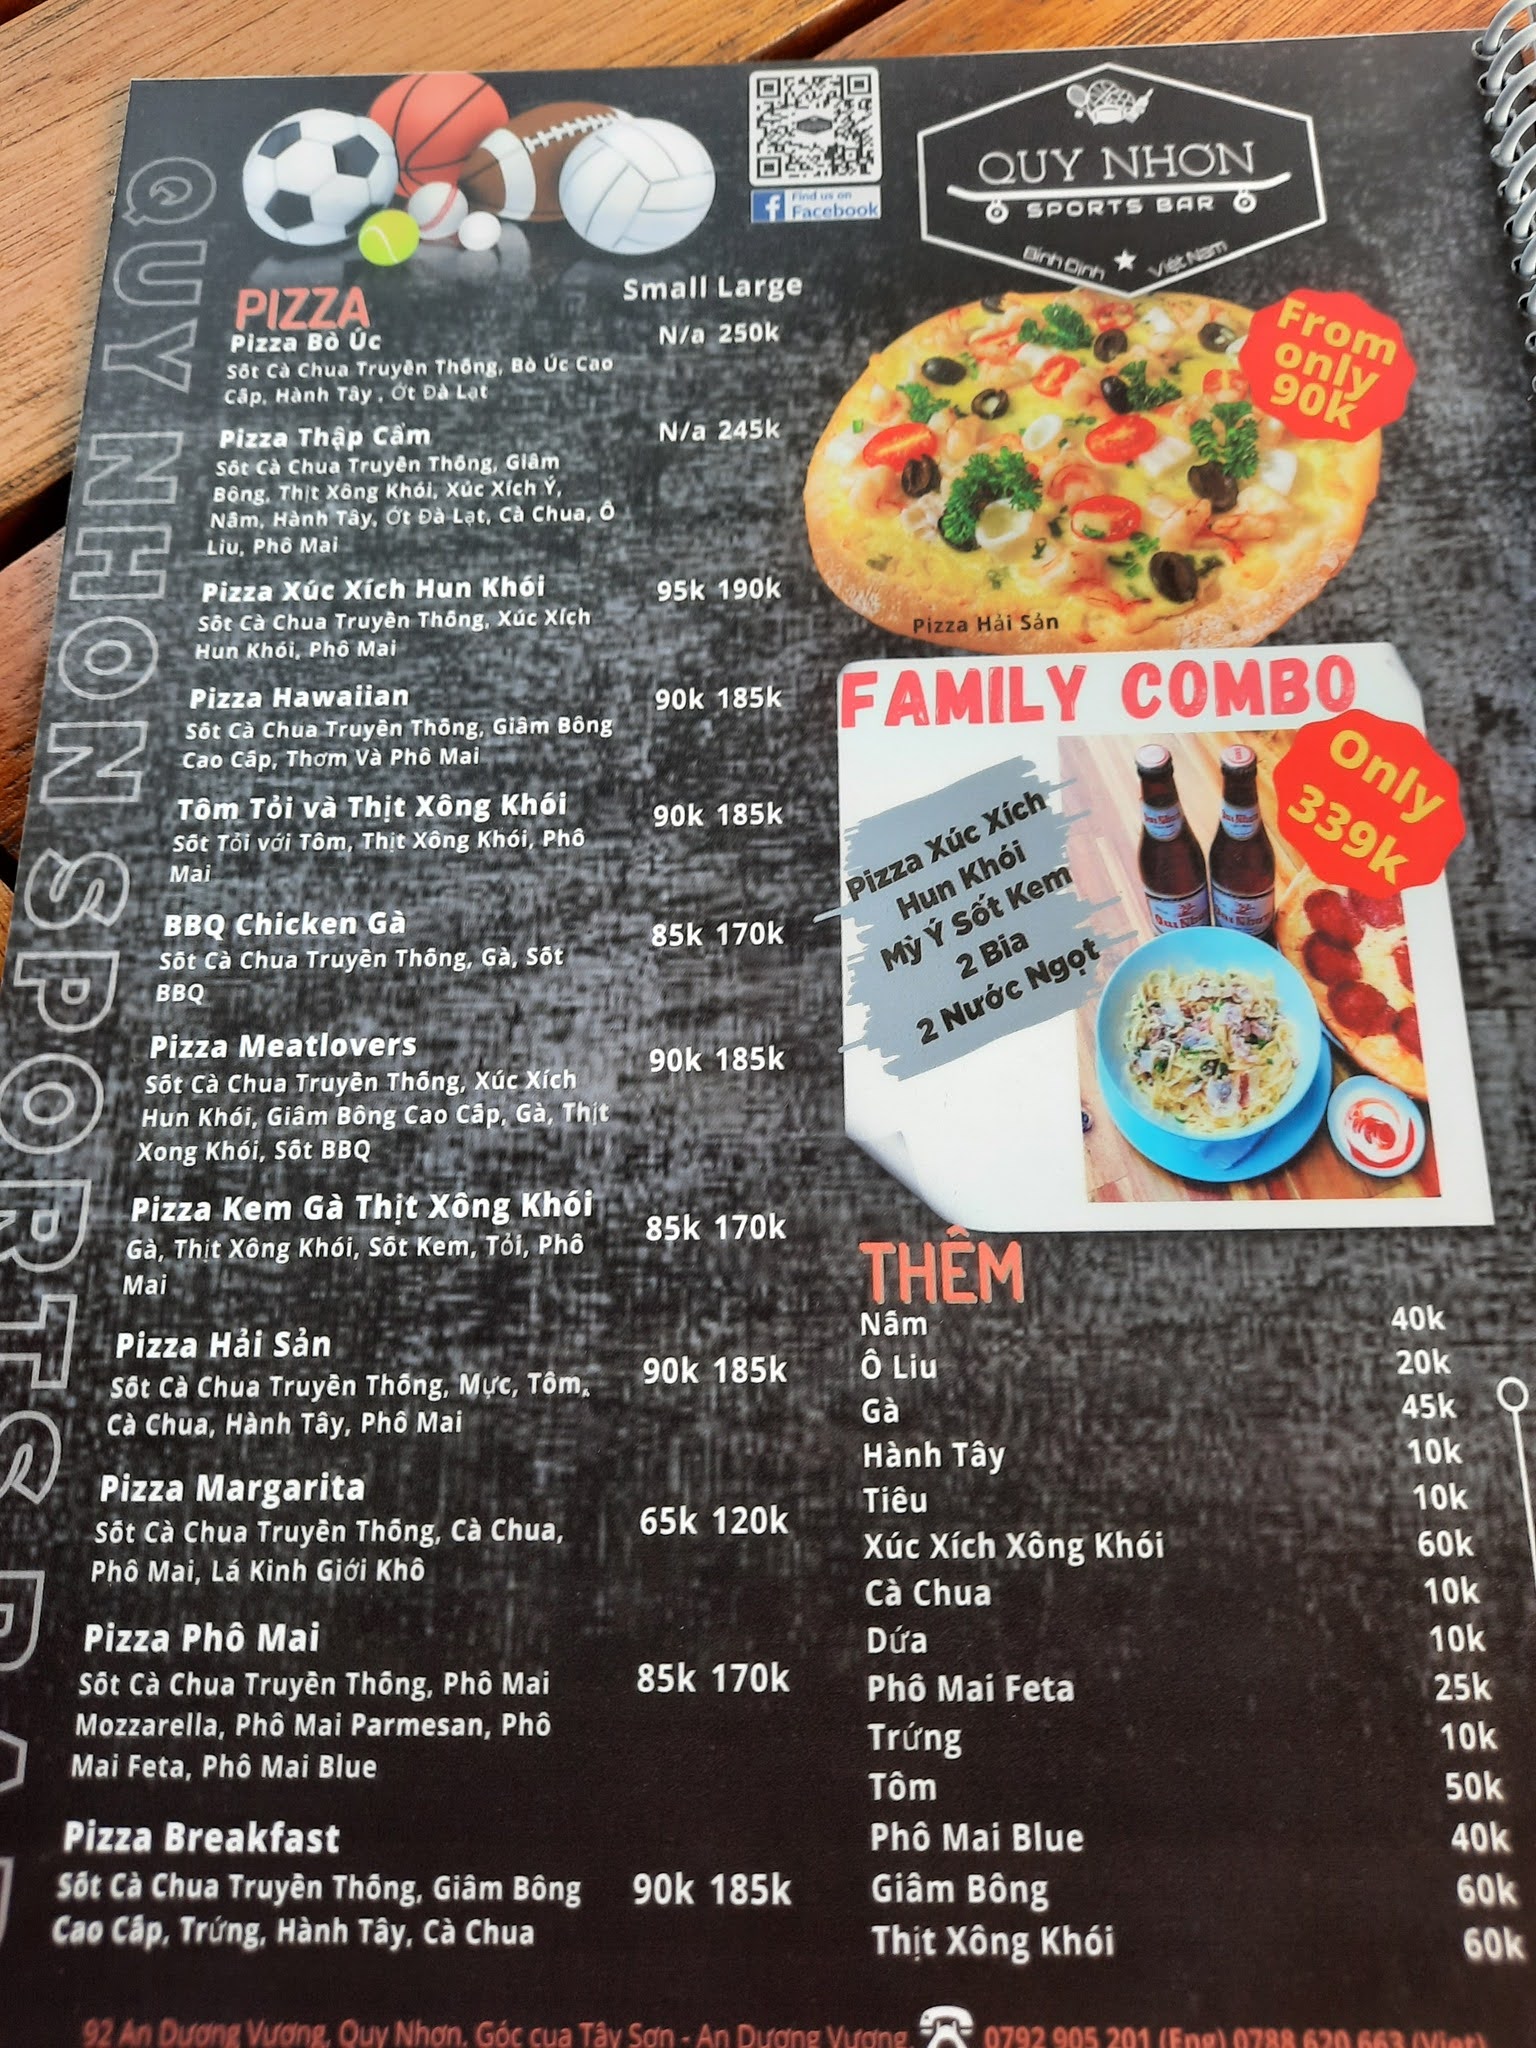 QUY NHON SPORTS BAR
Find us on
Facebook
QUY NHƠN
SPORTS BAR
Bình Định ★ Việt Nam
PIZZA
Small Large
Pizza Bò Úc
N/a 250k
Sốt Cà Chua Truyền Thống, Bò Úc Cao
Cấp, Hành Tây , Ớt Đà Lạt
Pizza Thập Cẩm
N/a 245k
Sốt Cà Chua Truyền Thống, Giăm
Bông, Thịt Xông Khói, Xúc Xích Ý,
Nấm, Hành Tây, Ớt Đà Lạt, Cà Chua, Ô
Liu, Phô Mai
Pizza Xúc Xích Hun Khói
95k 190k
Sốt Cà Chua Truyền Thống, Xúc Xích
Hun Khói, Phô Mai
Pizza Hawaiian
90k 185k
Sốt Cà Chua Truyền Thống, Giăm Bông
Cao Cấp, Thơm Và Phô Mai
Tôm Tỏi và Thịt Xông Khói
90k 185k
Sốt Tỏi với Tôm, Thịt Xông Khói, Phô
Mai
BBQ Chicken Gà
85k 170k
Sốt Cà Chua Truyền Thống, Gà, Sốt
BBQ
Pizza Meatlovers
90k 185k
Sốt Cà Chua Truyền Thống, Xúc Xích
Hun Khói, Giăm Bông Cao Cấp, Gà, Thịt
Xong Khói, Sốt BBQ
Pizza Kem Gà Thịt Xông Khói
85k 170k
Gà, Thịt Xông Khói, Sốt Kem, Tỏi, Phô
Mai
Pizza Hải Sản
90k 185k
Sốt Cà Chua Truyền Thống, Mực, Tôm,
Cà Chua, Hành Tây, Phô Mai
Pizza Margarita
65k 120k
Sốt Cà Chua Truyền Thống, Cà Chua,
Phô Mai, Lá Kinh Giới Khô
Pizza Phô Mai
85k 170k
Sốt Cà Chua Truyền Thống, Phô Mai
Mozzarella, Phô Mai Parmesan, Phô
Mai Feta, Phô Mai Blue
Pizza Breakfast
90k 185k
Sốt Cà Chua Truyền Thống, Giăm Bông
Cao Cấp, Trứng, Hành Tây, Cà Chua
From
only
90k
Pizza Hải Sản
FAMILY COMBO
Only
339k
Pizza Xúc Xích
Hun Khói
Mỳ Ý Sốt Kem
2 Bia
2 Nước Ngọt
THÊM
Nấm 40k
Ô Liu 20k
Gà 45k
Hành Tây 10k
Tiêu 10k
Xúc Xích Xông Khói 60k
Cà Chua 10k
Dứa 10k
Phô Mai Feta 25k
Trứng 10k
Tôm 50k
Phô Mai Blue 40k
Giăm Bông 60k
Thịt Xông Khói 60k
92 An Dương Vương, Quy Nhơn. Góc cua Tây Sơn - An Dương Vương. 0792 905 201 (Eng) 0788 620 663 (Viet)